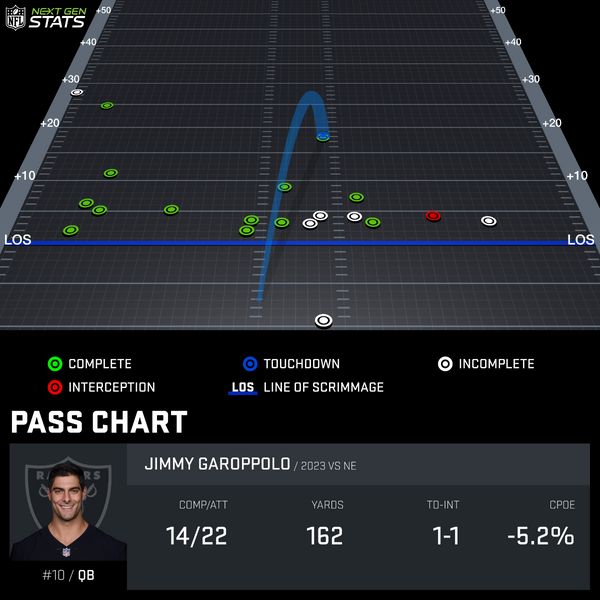 NFL NEXT GEN STATS
+50 +50
+40 +40
+30 +30
+20 +20
+10 +10
LOS LOS
COMPLETE TOUCHDOWN INCOMPLETE
INTERCEPTION LOS LINE OF SCRIMMAGE
PASS CHART
RAIDERS
JIMMY GAROPPOLO / 2023 VS NE
COMP/ATT YARDS TD-INT CPOE
14/22 162 1-1 -5.2%
#10 / QB